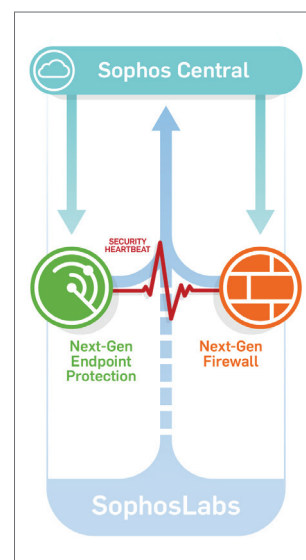 Sophos Central
SECURITY
HEARTBEAT
Next-Gen
Endpoint
Protection
Next-Gen
Firewall
SophosLabs